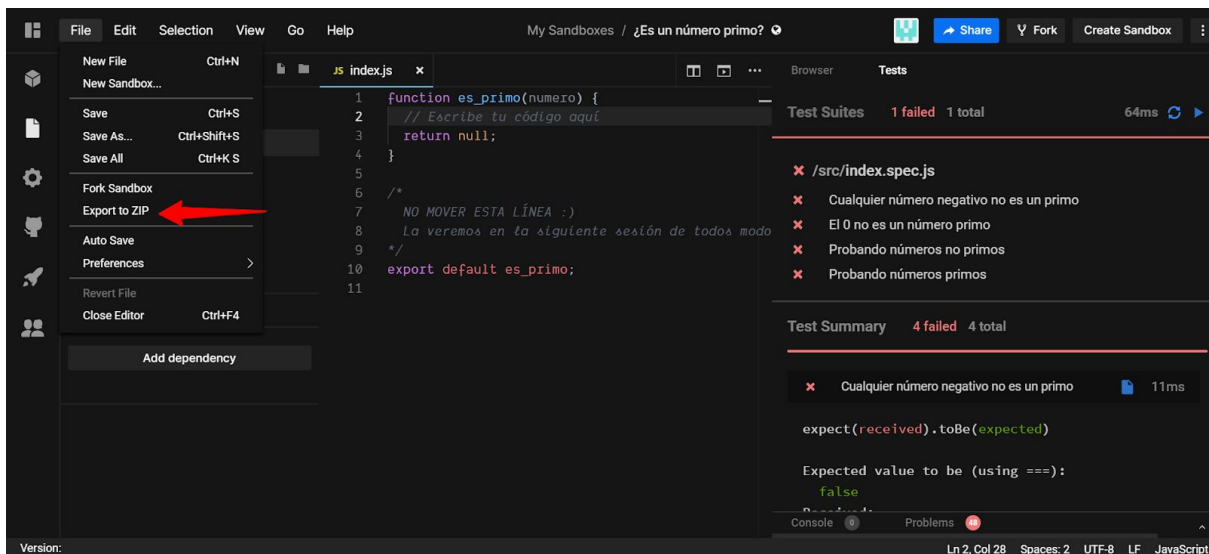 File Edit Selection View Go Help My Sandboxes / ¿Es un número primo? Share Fork Create Sandbox
New File Ctrl+N
New Sandbox...
Save Ctrl+S
Save As... Ctrl+Shift+S
Save All Ctrl+K S
Fork Sandbox
Export to ZIP
Auto Save
Preferences
Revert File
Close Editor Ctrl+F4
Add dependency
JS index.js
1 function es_primo(numero) {
2 // Escribe tu código aquí
3 return null;
4 }
5
6 /*
7 NO MOVER ESTA LÍNEA :)
8 La veremos en la siguiente sesión de todos modo
9 */
10 export default es_primo;
11
Browser Tests
Test Suites 1 failed 1 total 64ms
/src/index.spec.js
Cualquier número negativo no es un primo
El 0 no es un número primo
Probando números no primos
Probando números primos
Test Summary 4 failed 4 total
Cualquier número negativo no es un primo 11ms
expect(received).toBe(expected)
Expected value to be (using ===):
false
Console 0 Problems 48
Version: Ln 2, Col 28 Spaces: 2 UTF-8 LF JavaScript